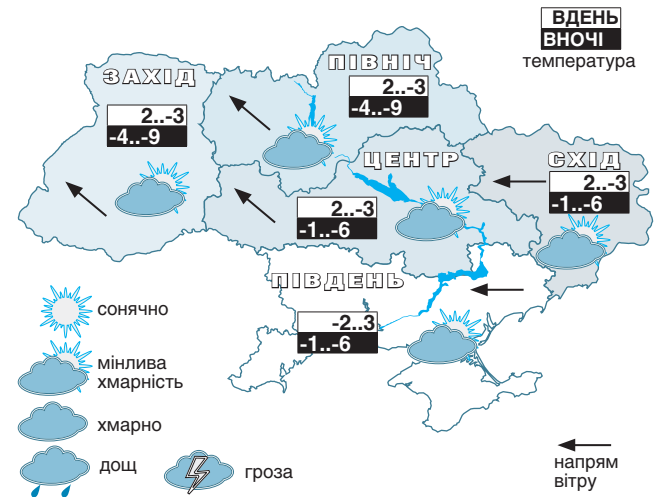 ВДЕНЬ
ВНОЧІ
температура
ЗАХІД
2..-3
-4..-9
ПІВНІЧ
2..-3
-4..-9
ЦЕНТР
2..-3
-1..-6
СХІД
2..-3
-1..-6
ПІВДЕНЬ
-2..3
-1..-6
сонячно
мінлива
хмарність
хмарно
дощ
гроза
напрям
вітру